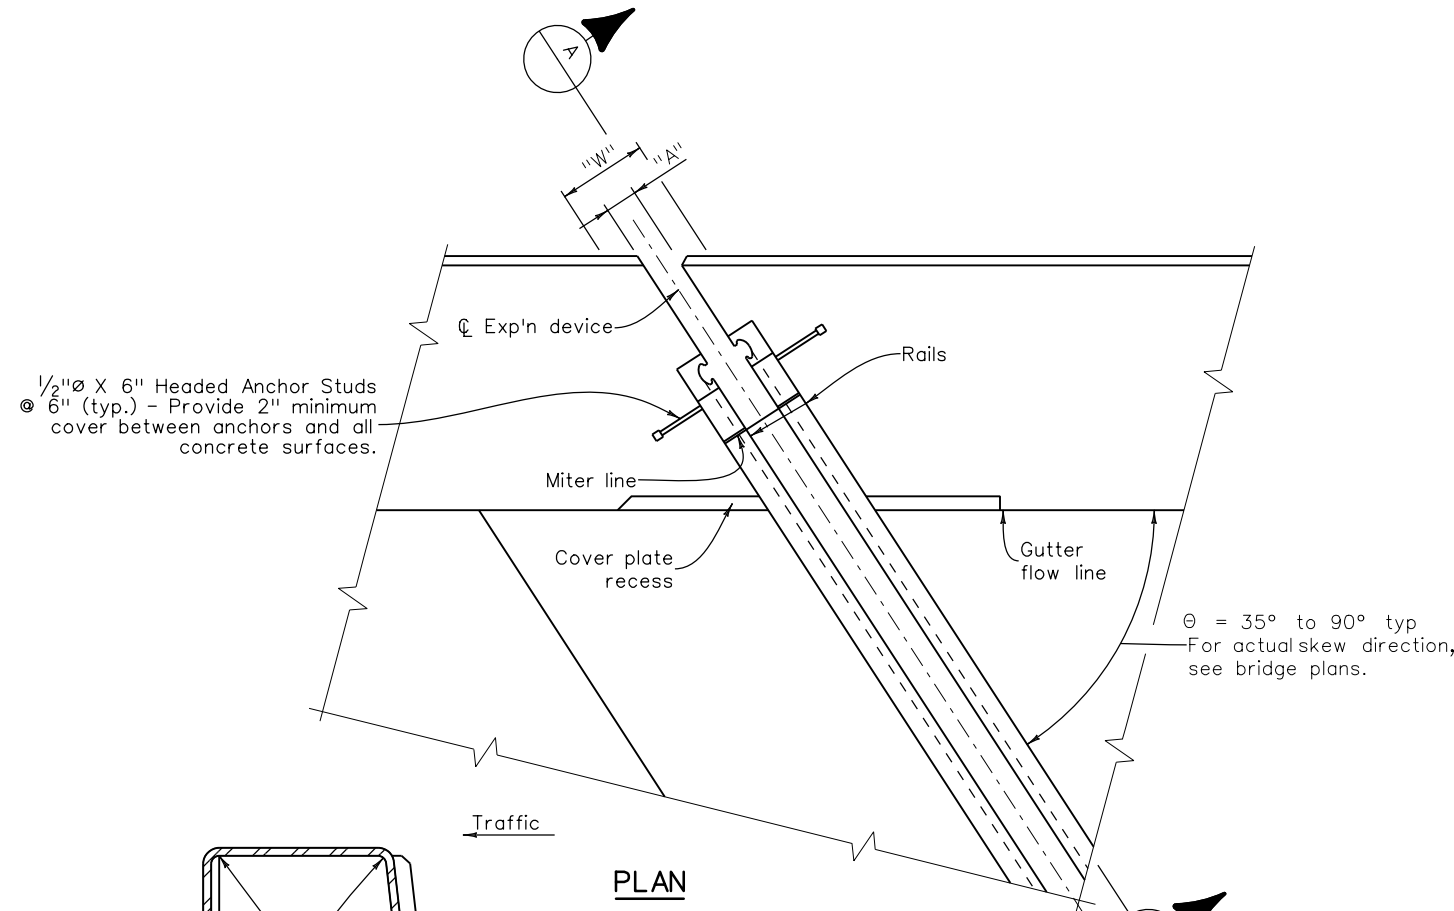 A
"W"
"A"
℄ Exp'n device
Rails
1/2"Ø X 6" Headed Anchor Studs
@ 6" (typ.) - Provide 2" minimum
cover between anchors and all
concrete surfaces.
Miter line
Cover plate
recess
Gutter
flow line
Θ = 35° to 90° typ
For actual skew direction,
see bridge plans.
Traffic
PLAN